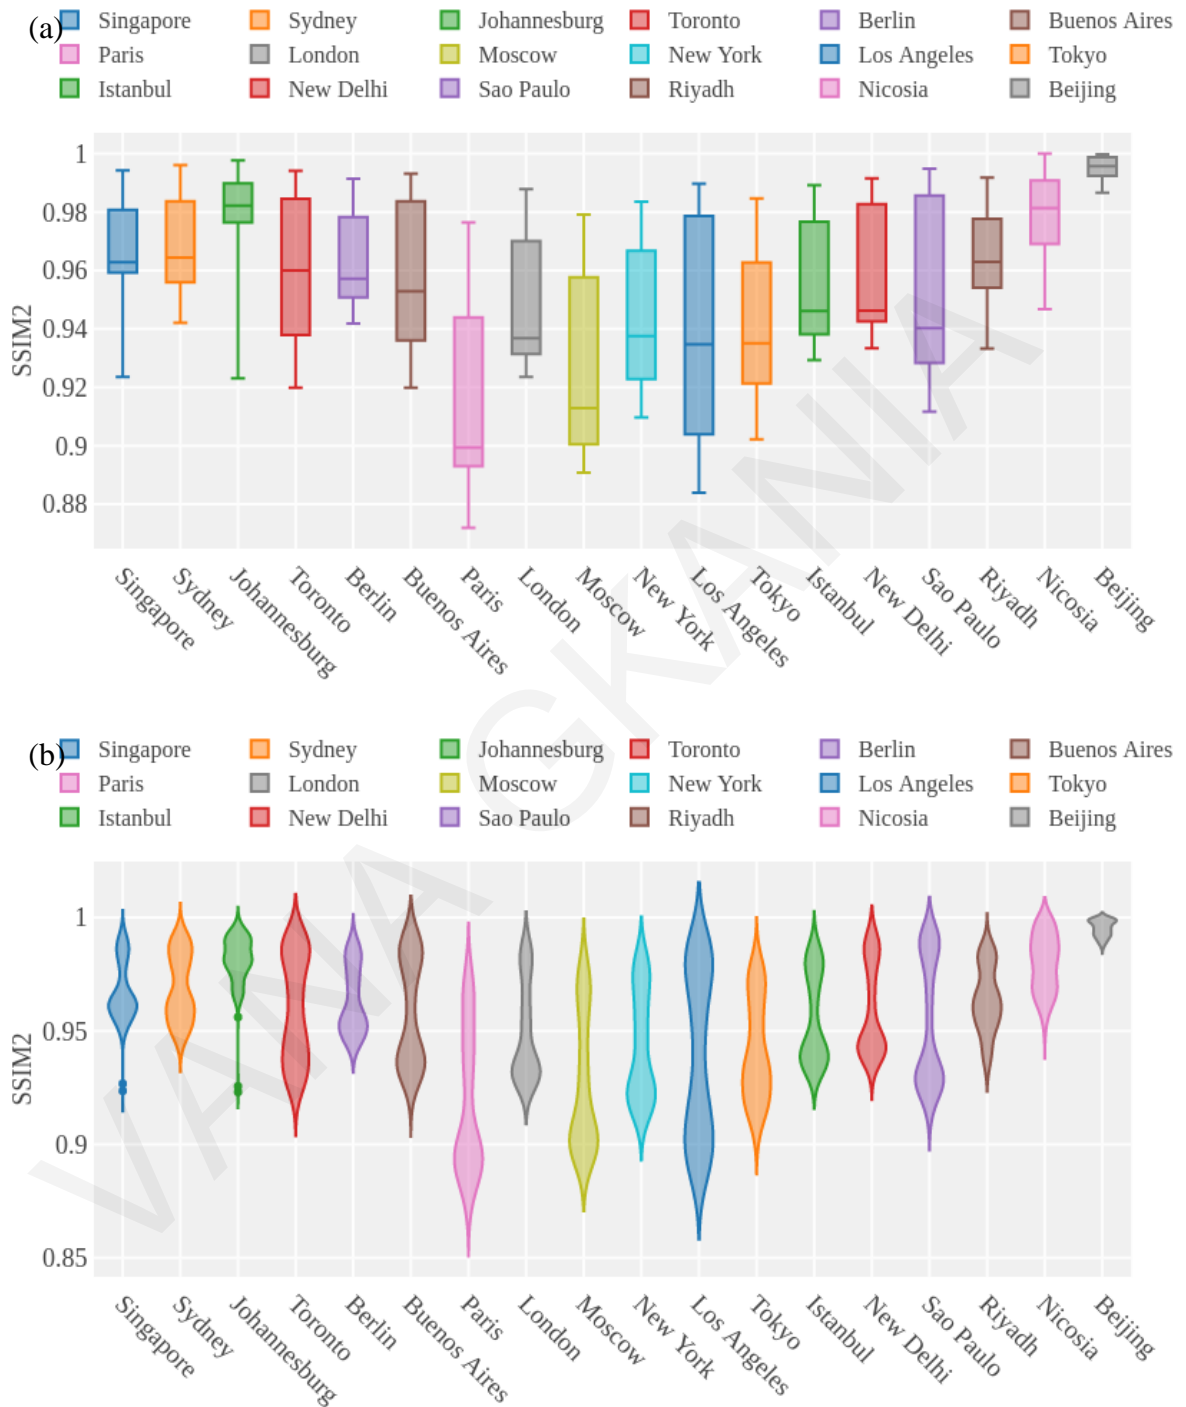 (a)
Singapore Sydney Johannesburg Toronto Berlin Buenos Aires
Paris London Moscow New York Los Angeles Tokyo
Istanbul New Delhi Sao Paulo Riyadh Nicosia Beijing
1
0.98
0.96
0.94
0.92
0.9
0.88
SSIM2
Singapore
Sydney
Johannesburg
Toronto
Berlin
Buenos Aires
Paris
London
Moscow
New York
Los Angeles
Tokyo
Istanbul
New Delhi
Sao Paulo
Riyadh
Nicosia
Beijing
(b)
Singapore Sydney Johannesburg Toronto Berlin Buenos Aires
Paris London Moscow New York Los Angeles Tokyo
Istanbul New Delhi Sao Paulo Riyadh Nicosia Beijing
1
0.95
0.9
0.85
SSIM2
Singapore
Sydney
Johannesburg
Toronto
Berlin
Buenos Aires
Paris
London
Moscow
New York
Los Angeles
Tokyo
Istanbul
New Delhi
Sao Paulo
Riyadh
Nicosia
Beijing
VANA GKANIA